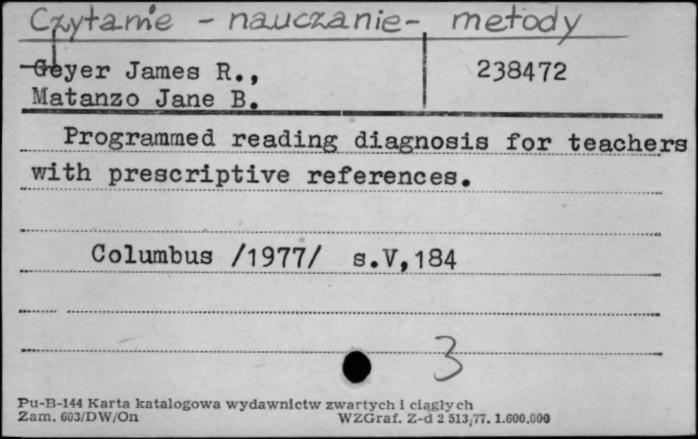 Czytanie - nauczanie- metody
Geyer James R., 238472
Matanzo Jane B.
Programmed reading diagnosis for teachers
with prescriptive references.
Columbus /1977/ s.V,184
3
Pu-B-144 Karta katalogowa wydawnictw zwartych i ciągłych
Zam. 603/DW/On WZGraf. Z-d 2 513/77. 1.600.000